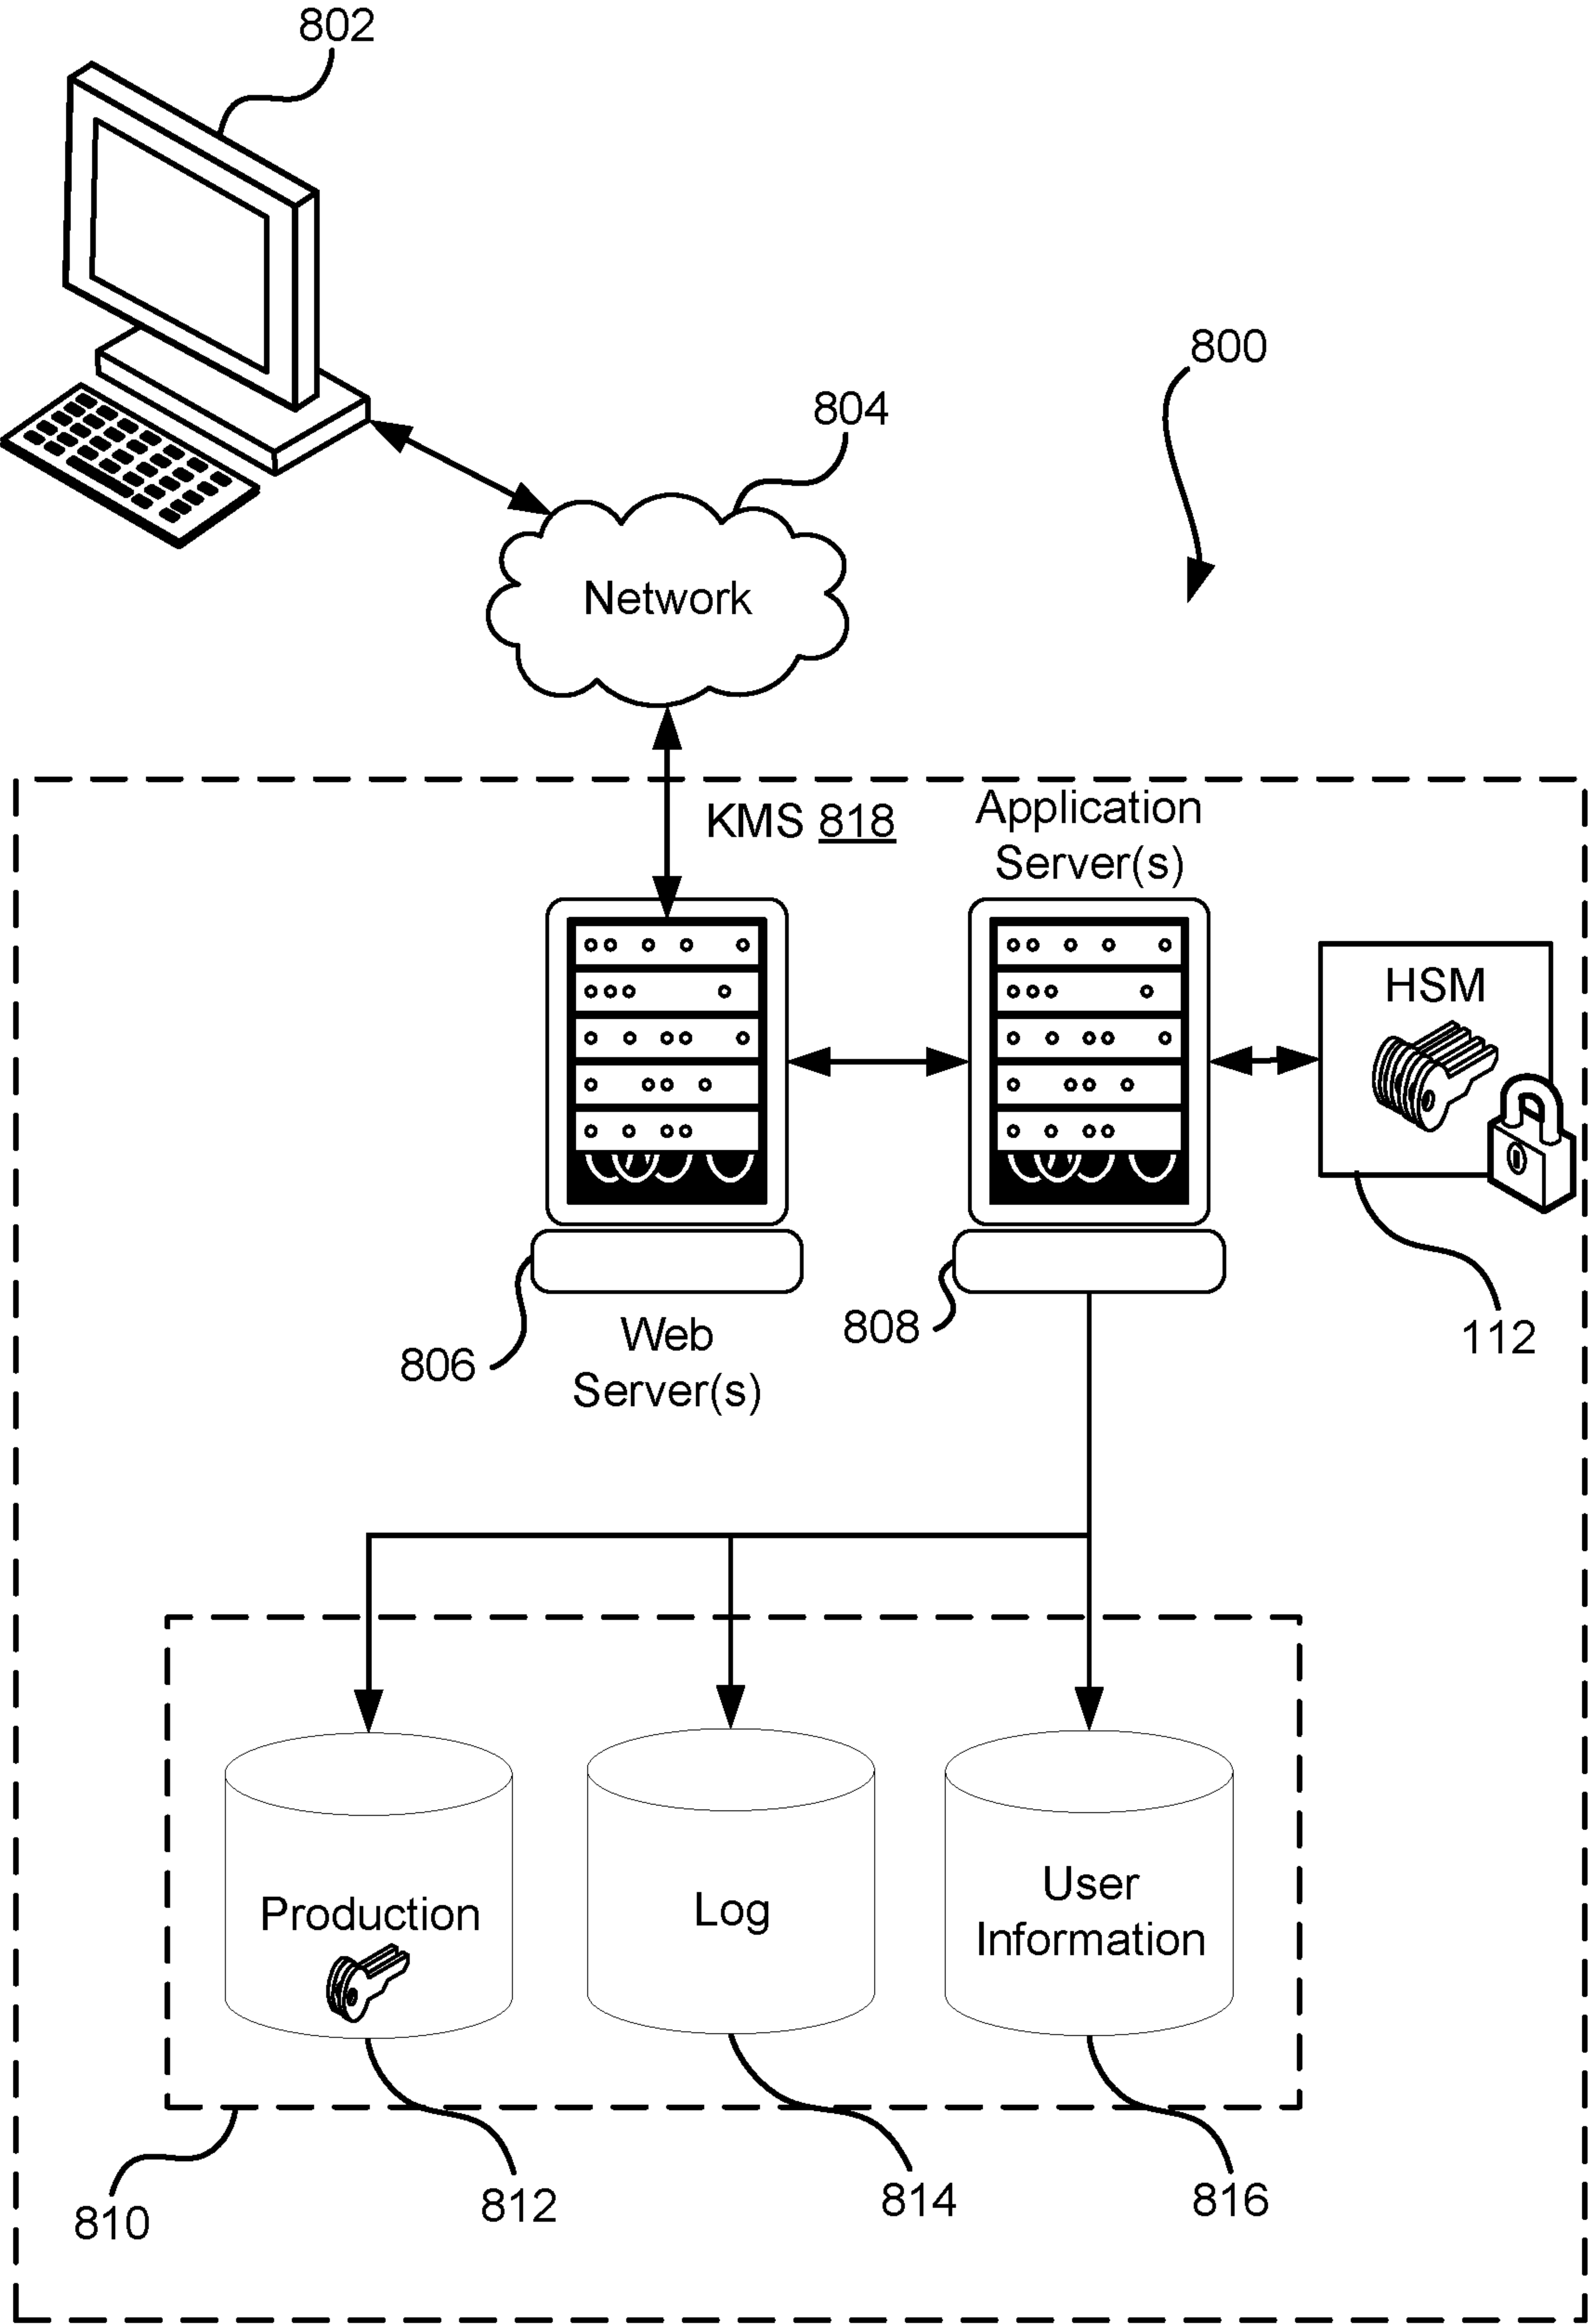 802
800
804
Network
KMS 818
Application
Server(s)
HSM
806
Web
Server(s)
808
112
Production
Log
User
Information
810
812
814
816